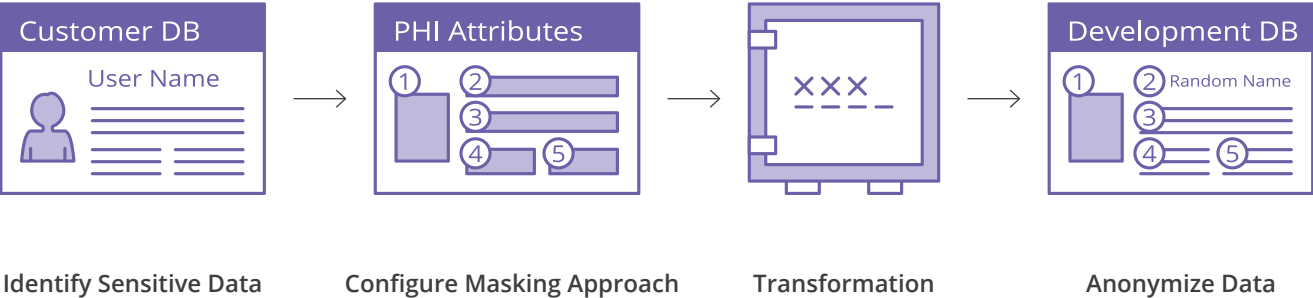 Customer DB
User Name
PHI Attributes
1
2
3
4 5
×××
Development DB
1
2 Random Name
3
4 5
Identify Sensitive Data
Configure Masking Approach
Transformation
Anonymize Data